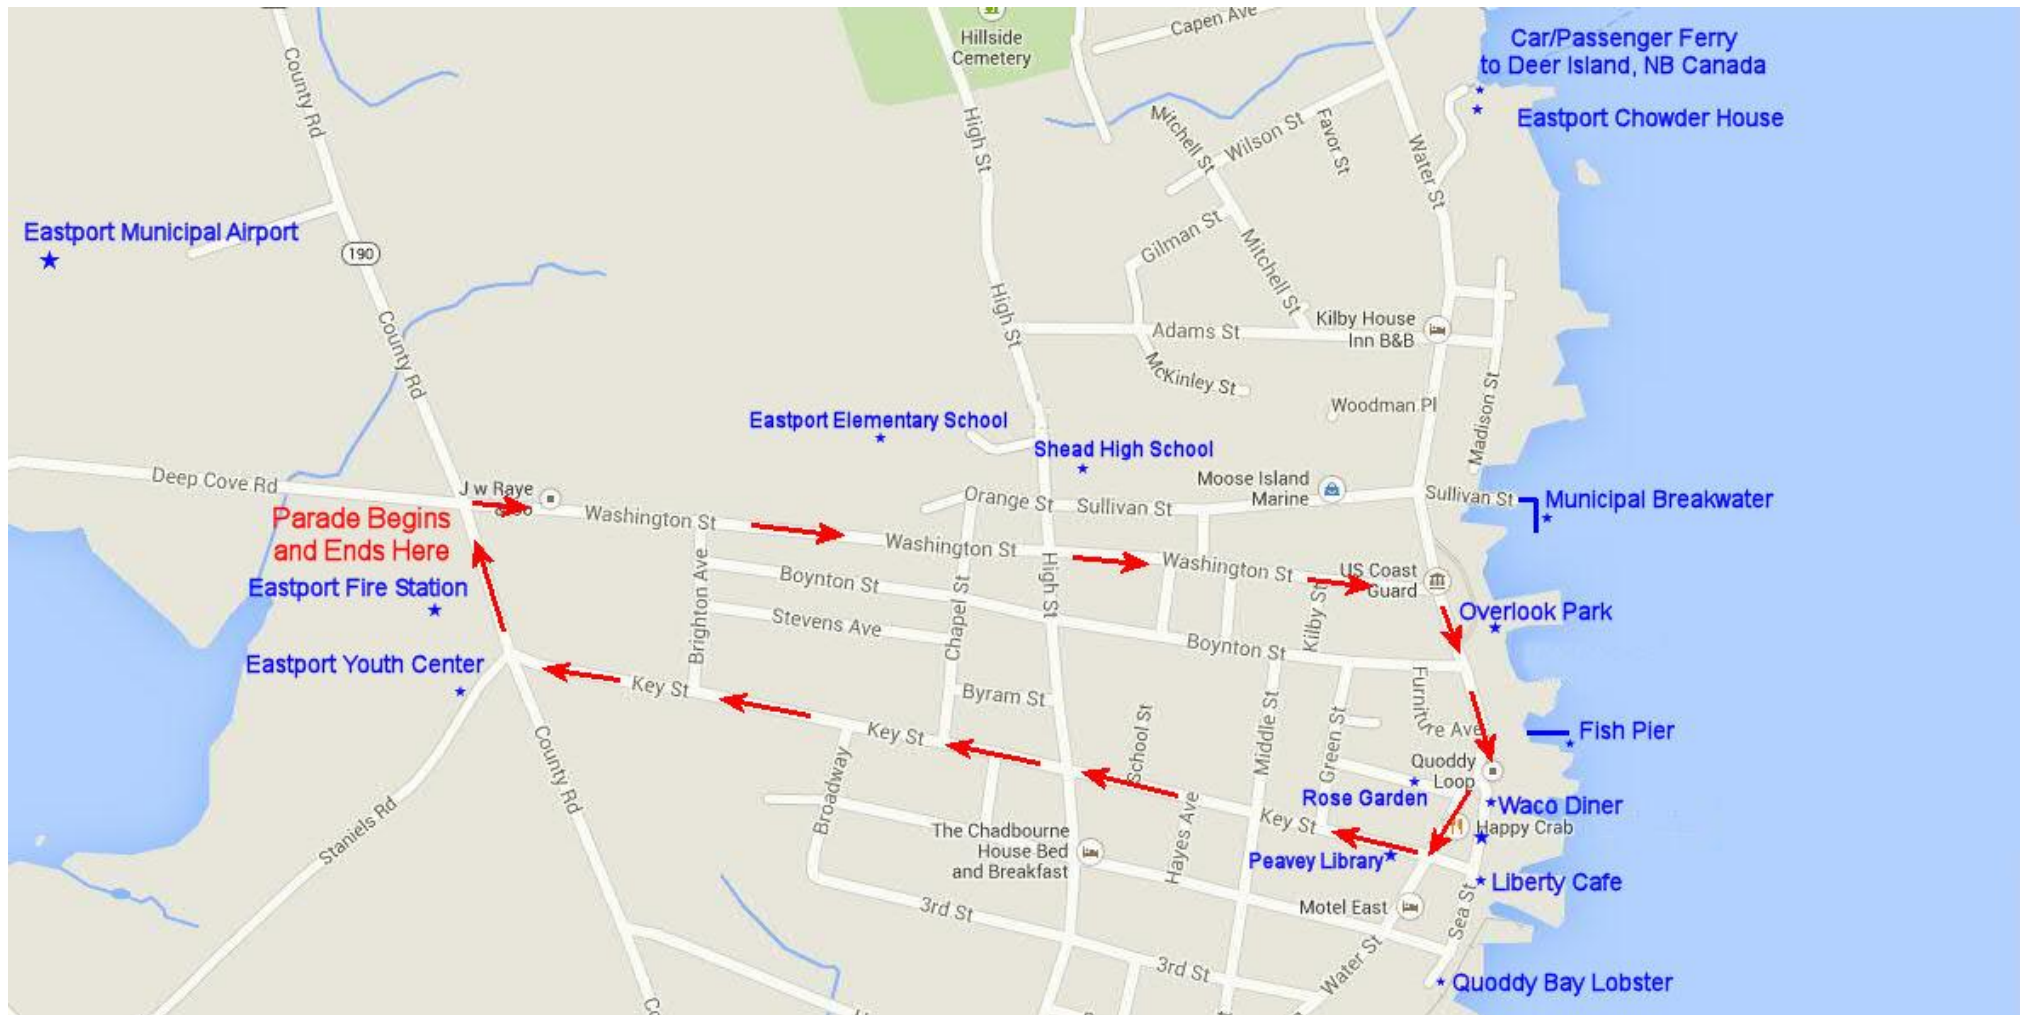 Capen Ave
Hillside
Cemetery
Car/Passenger Ferry
to Deer Island, NB Canada
Eastport Chowder House
County Rd
High St
Mitchell St
Wilson St
Favor St
Water St
Eastport Municipal Airport
190
Gilman St
Mitchell St
High St
County Rd
Adams St
Kilby House
Inn B&B
McKinley St
Woodman Pl
Madison St
Eastport Elementary School
Shead High School
Deep Cove Rd
J w Raye
Moose Island
Marine
Orange St
Sullivan St
Sullivan St
Municipal Breakwater
Parade Begins
and Ends Here
Washington St
Washington St
Washington St
US Coast
Guard
Eastport Fire Station
Brighton Ave
Boynton St
Chapel St
High St
Kilby St
Overlook Park
Stevens Ave
Boynton St
Eastport Youth Center
Key St
Byram St
Furniture Ave
Key St
School St
Middle St
Green St
Fish Pier
County Rd
Broadway
Quoddy
Loop
Rose Garden
Waco Diner
Happy Crab
Key St
Staniels Rd
The Chadbourne
House Bed
and Breakfast
Hayes Ave
Peavey Library
Liberty Cafe
3rd St
Motel East
Sea St
3rd St
Water St
Quoddy Bay Lobster